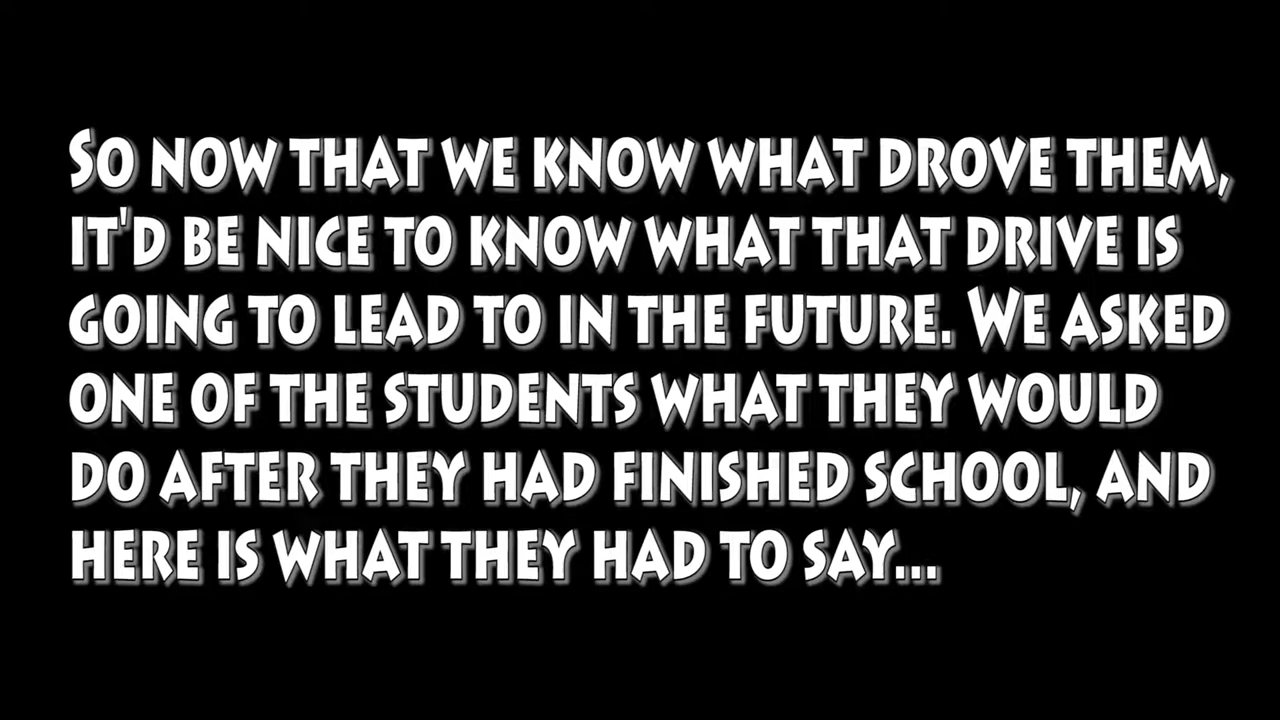 So now that we know what drove them,
it'd be nice to know what that drive is
going to lead to in the future. We asked
one of the students what they would
do after they had finished school, and
here is what they had to say...